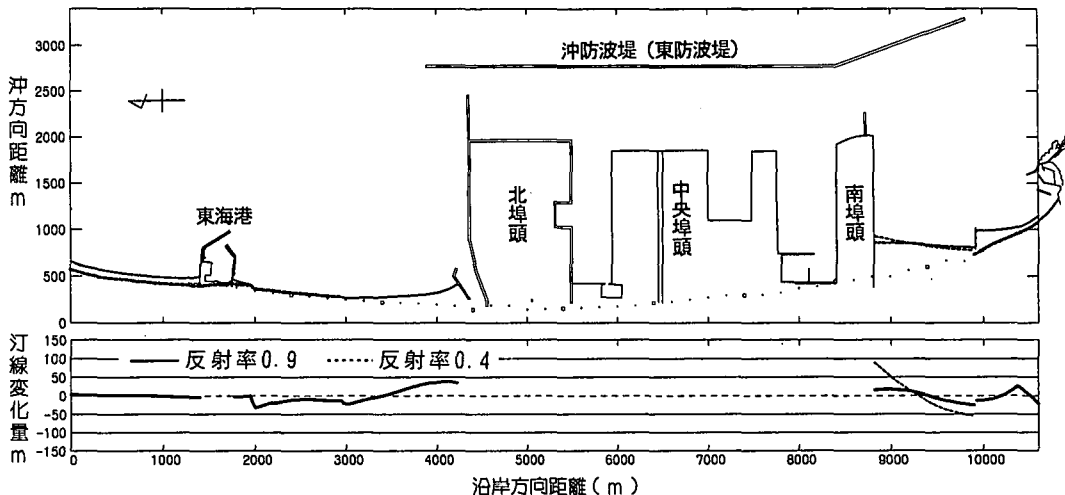 3000
2500
2000
1500
1000
500
0
沖方向距離 m
沖防波堤(東防波堤)
東海港
北埠頭
中央埠頭
南埠頭
150
100
50
0
-50
-100
-150
汀線変化量 m
反射率0.9
反射率0.4
0
1000
2000
3000
4000
5000
6000
7000
8000
9000
10000
沿岸方向距離(m)